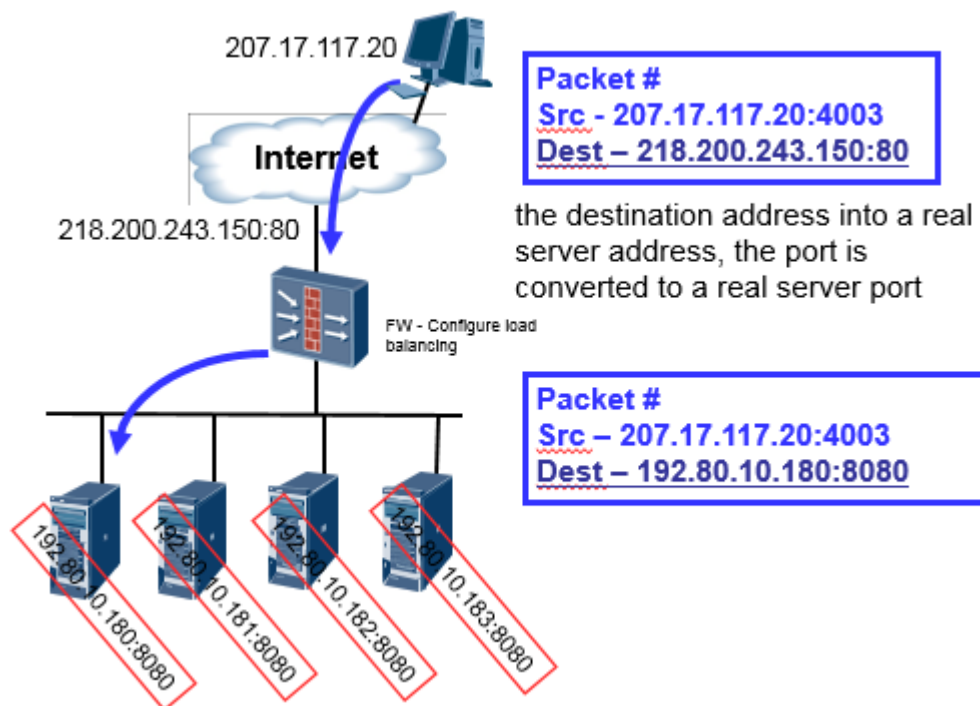 207.17.117.20
Internet
218.200.243.150:80
FW - Configure load
balancing
192.80.10.180:8080
192.80.10.181:8080
192.80.10.182:8080
192.80.10.183:8080
Packet #
Src - 207.17.117.20:4003
Dest – 218.200.243.150:80
the destination address into a real
server address, the port is
converted to a real server port
Packet #
Src – 207.17.117.20:4003
Dest – 192.80.10.180:8080